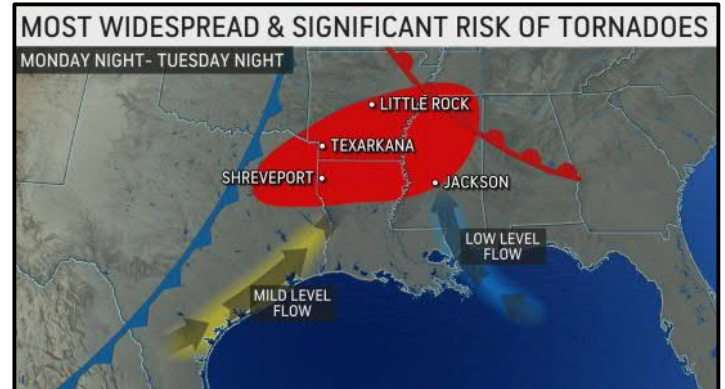 MOST WIDESPREAD & SIGNIFICANT RISK OF TORNADOES
MONDAY NIGHT- TUESDAY NIGHT
LITTLE ROCK
TEXARKANA
SHREVEPORT
JACKSON
LOW LEVEL
FLOW
MILD LEVEL
FLOW